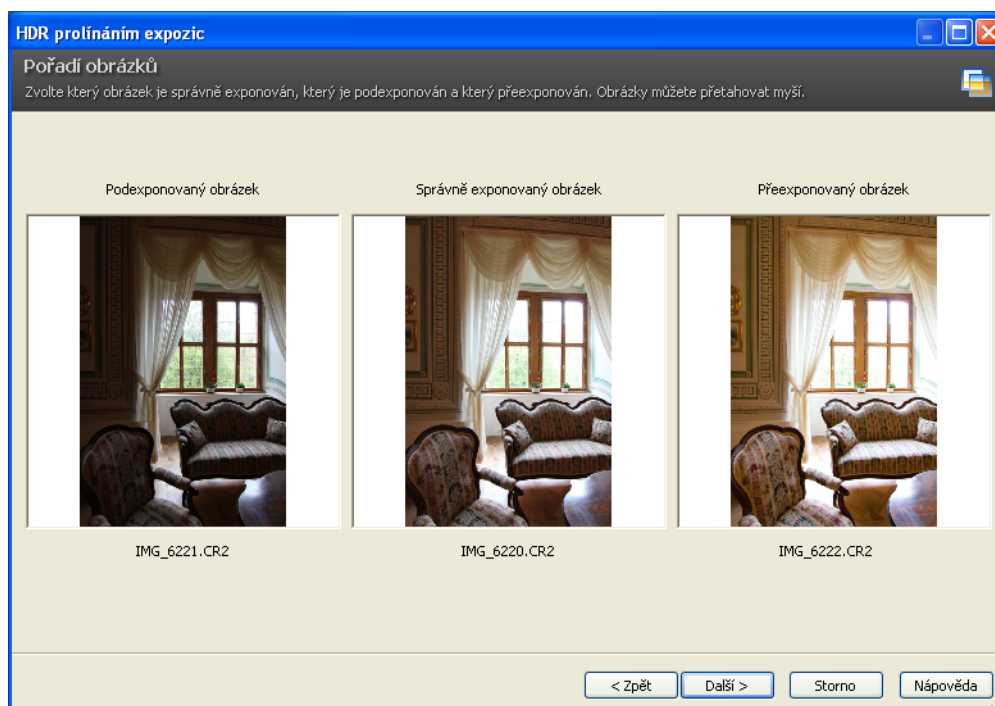 HDR prolínáním expozic
Pořadí obrázků
Zvolte který obrázek je správně exponován, který je podexponován a který přeexponován. Obrázky můžete přetahovat myší.
Podexponovaný obrázek
Správně exponovaný obrázek
Přeexponovaný obrázek
IMG_6221.CR2
IMG_6220.CR2
IMG_6222.CR2
< Zpět
Další >
Storno
Nápověda